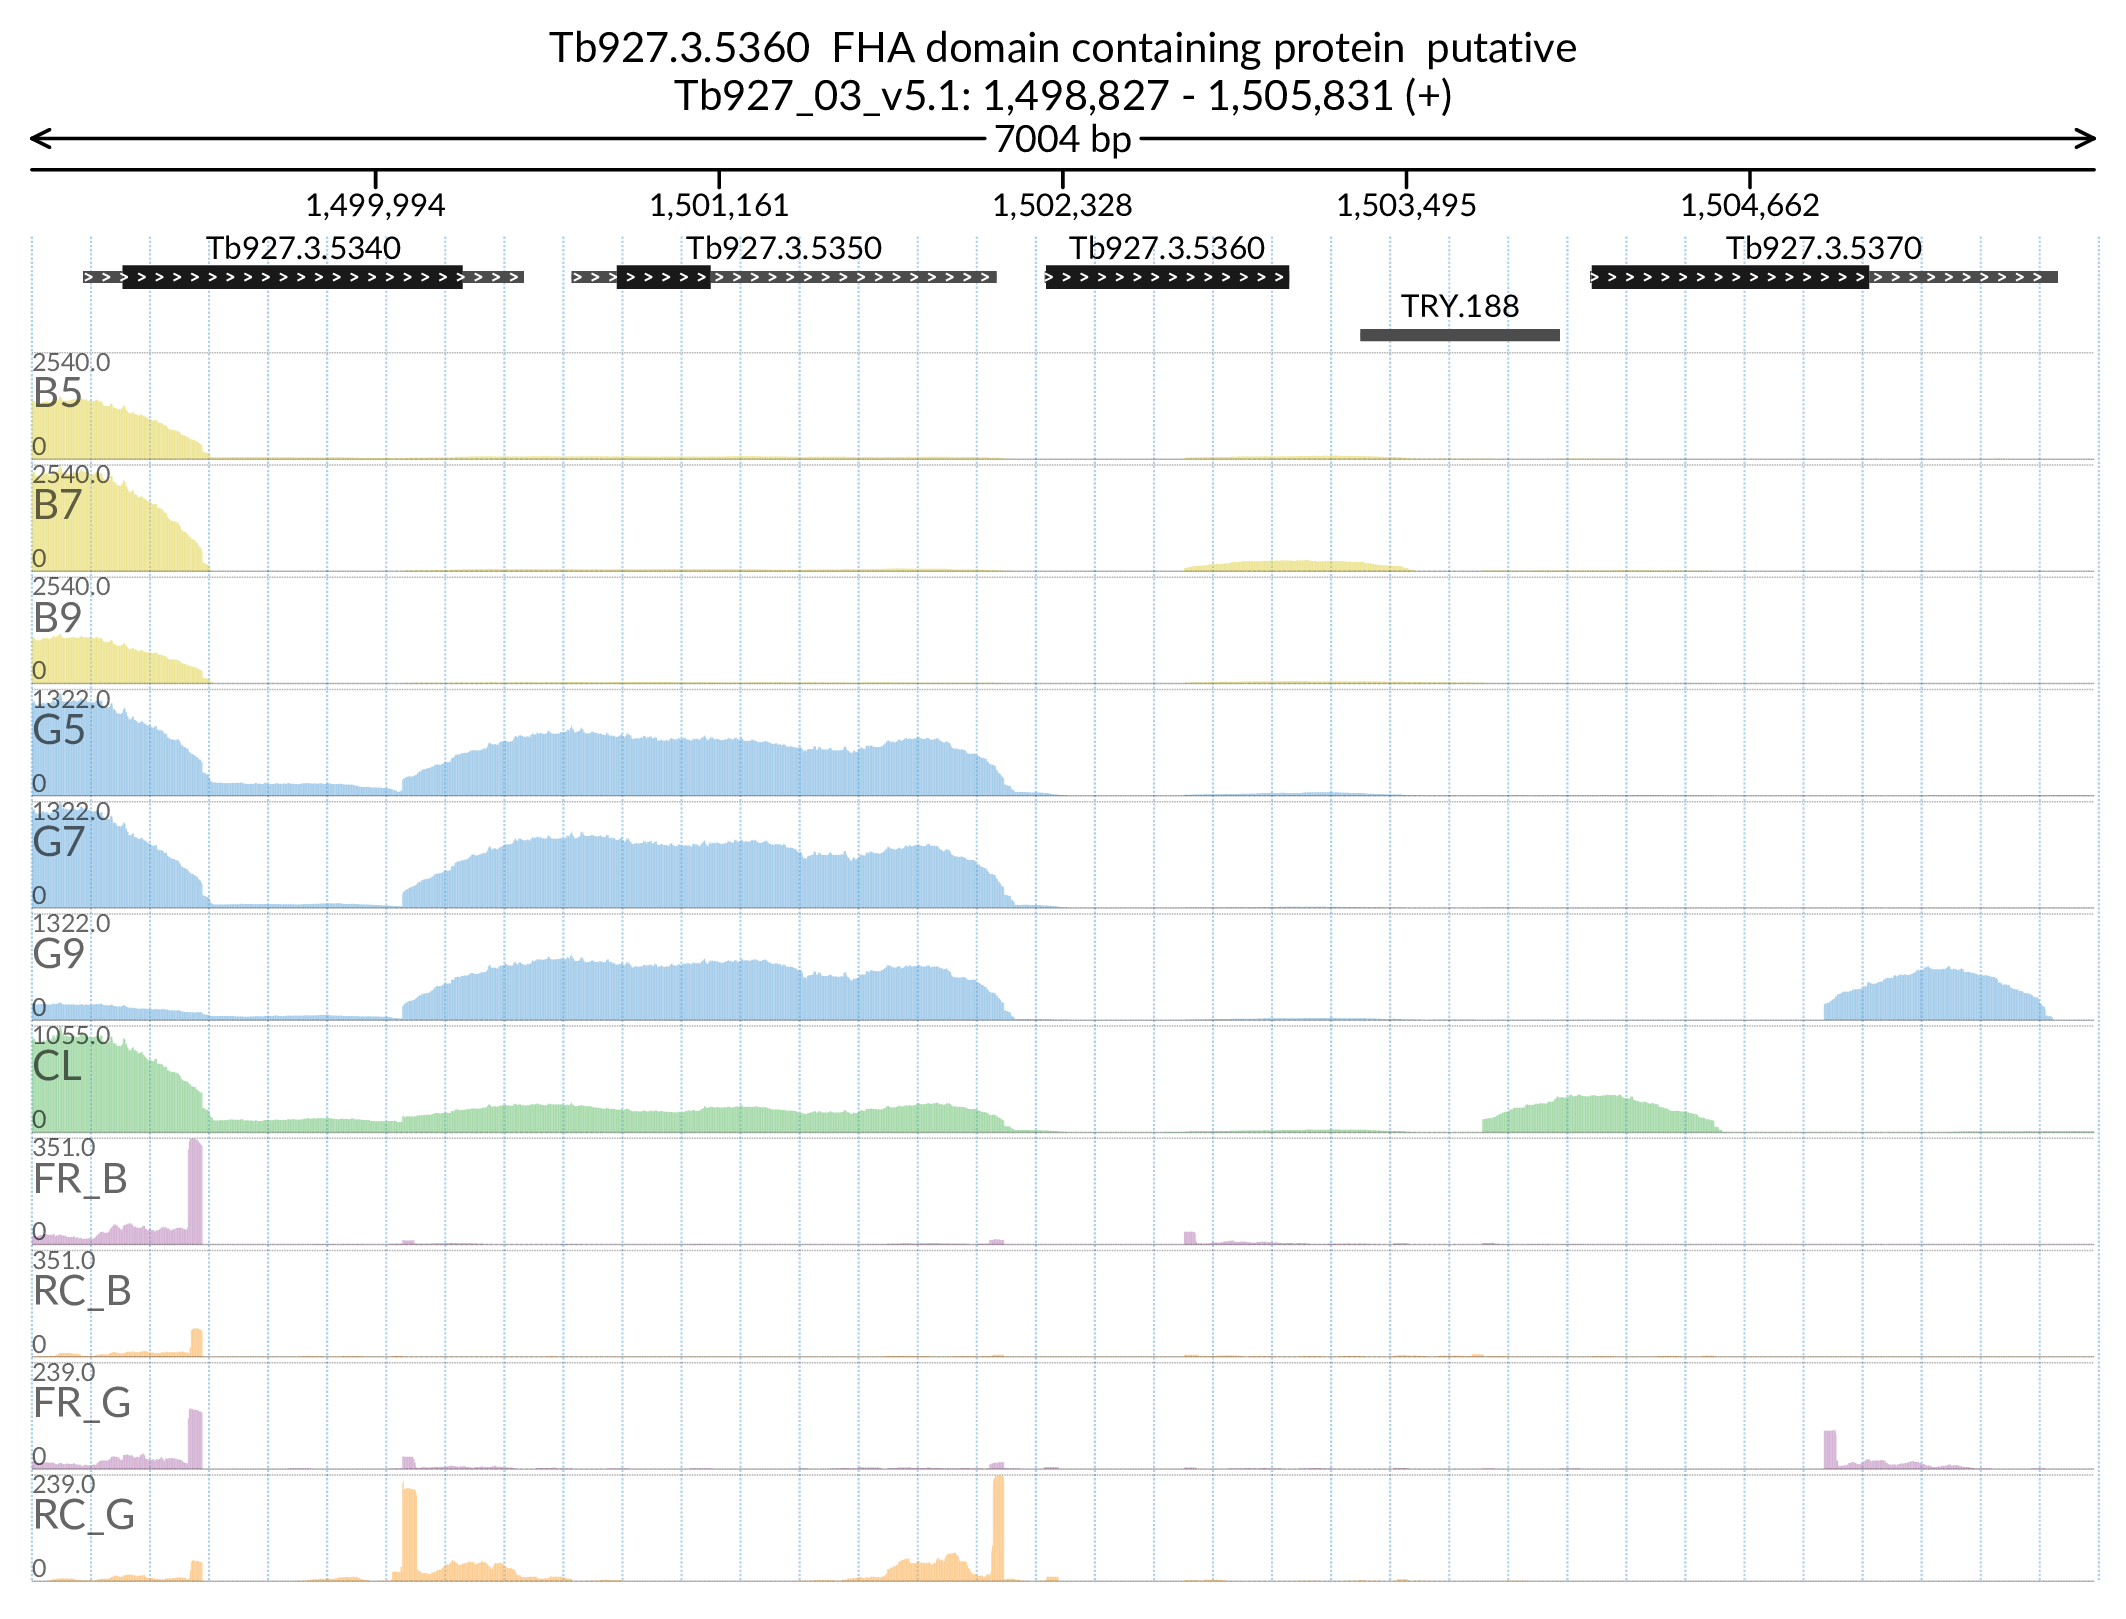 Tb927.3.5360 FHA domain containing protein putative
Tb927_03_v5.1: 1,498,827 - 1,505,831 (+)
7004 bp
1,499,994 1,501,161 1,502,328 1,503,495 1,504,662
Tb927.3.5340 Tb927.3.5350 Tb927.3.5360 Tb927.3.5370
TRY.188
2540.0
B5
0
2540.0
B7
0
2540.0
B9
0
1322.0
G5
0
1322.0
G7
0
1322.0
G9
0
1055.0
CL
0
351.0
FR_B
0
351.0
RC_B
0
239.0
FR_G
0
239.0
RC_G
0